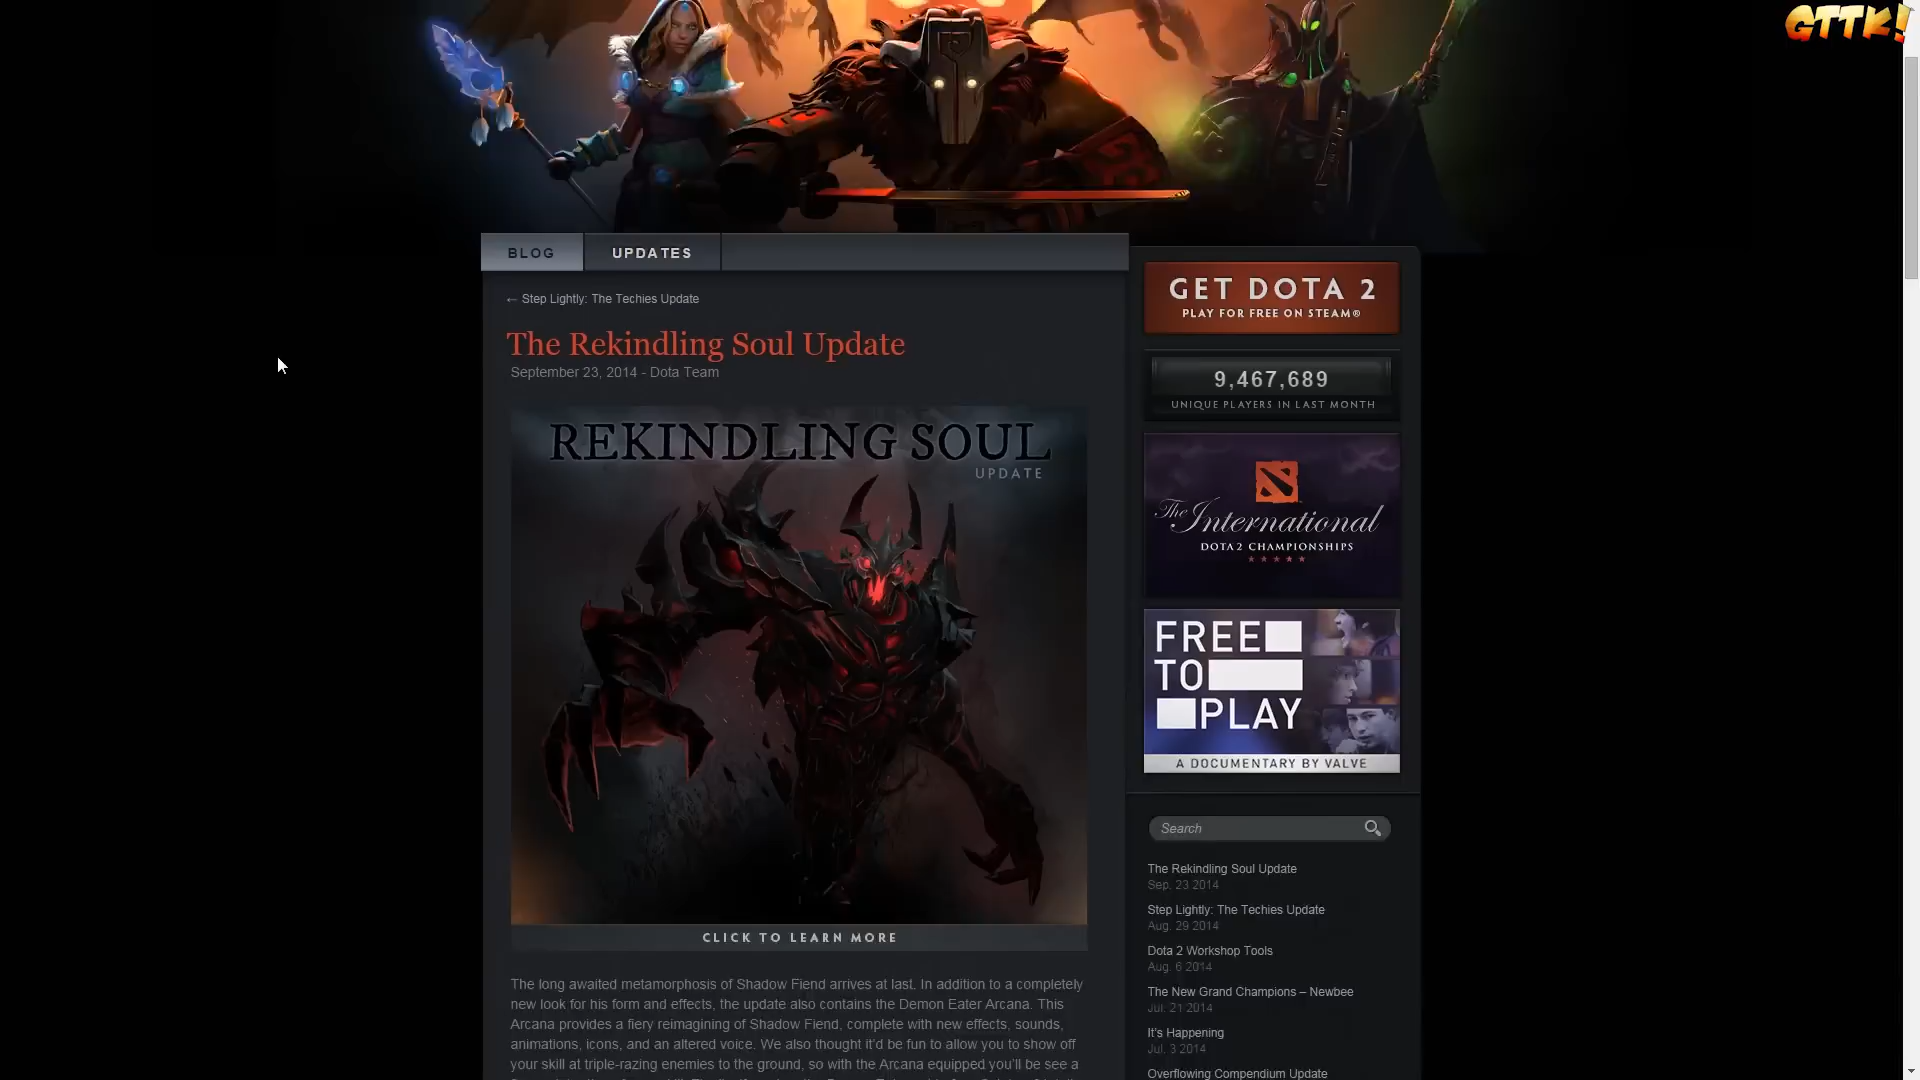 GTTK!
BLOG
UPDATES
← Step Lightly: The Techies Update
The Rekindling Soul Update
September 23, 2014 - Dota Team
REKINDLING SOUL
UPDATE
CLICK TO LEARN MORE
The long awaited metamorphosis of Shadow Fiend arrives at last. In addition to a completely
new look for his form and effects, the update also contains the Demon Eater Arcana. This
Arcana provides a fiery reimagining of Shadow Fiend, complete with new effects, sounds,
animations, icons, and an altered voice. We also thought it'd be fun to allow you to show off
your skill at triple-razing enemies to the ground, so with the Arcana equipped you'll be see a
GET DOTA 2
PLAY FOR FREE ON STEAM®
9,467,689
UNIQUE PLAYERS IN LAST MONTH
The International
DOTA 2 CHAMPIONSHIPS
FREE
TO
PLAY
A DOCUMENTARY BY VALVE
Search
The Rekindling Soul Update
Sep. 23 2014
Step Lightly: The Techies Update
Aug. 29 2014
Dota 2 Workshop Tools
Aug. 6 2014
The New Grand Champions – Newbee
Jul. 21 2014
It's Happening
Jul. 3 2014
Overflowing Compendium Update